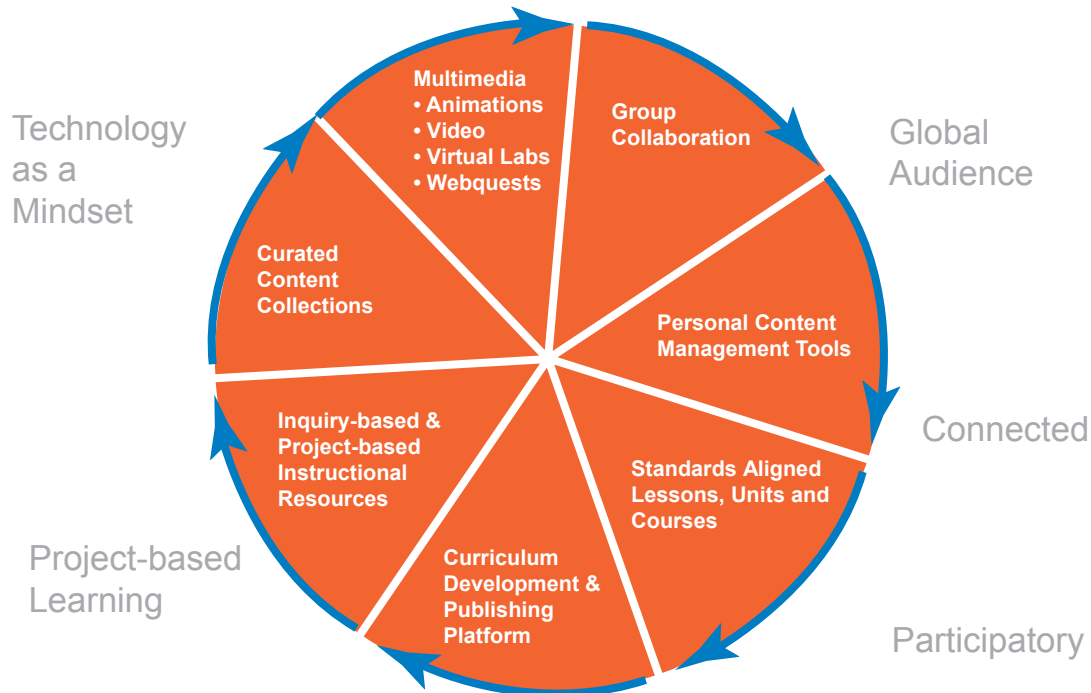 Technology
as a
Mindset
Multimedia
• Animations
• Video
• Virtual Labs
• Webquests
Group
Collaboration
Global
Audience
Curated
Content
Collections
Personal Content
Management Tools
Connected
Inquiry-based &
Project-based
Instructional
Resources
Standards Aligned
Lessons, Units and
Courses
Project-based
Learning
Curriculum
Development &
Publishing
Platform
Participatory